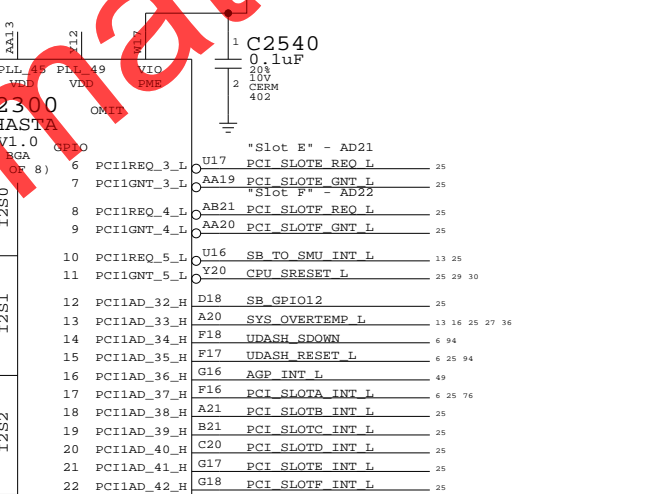 AA13
Y12
W17
PLL_45 PLL_49 VIO
VDD VDD PME
1 C2540
0.1uF
20%
10V
2 CERM
402
2300 OMIT
HASTA
V1.0 GPIO
BGA
OF 8)
"Slot E" - AD21
6 PCI1REQ_3_L U17 PCI_SLOTE_REQ_L 25
7 PCI1GNT_3_L AA19 PCI_SLOTE_GNT_L 25
"Slot F" - AD22
8 PCI1REQ_4_L AB21 PCI_SLOTF_REQ_L 25
9 PCI1GNT_4_L AA20 PCI_SLOTF_GNT_L 25
10 PCI1REQ_5_L U16 SB_TO_SMU_INT_L 13 25
11 PCI1GNT_5_L Y20 CPU_SRESET_L 25 29 30
12 PCI1AD_32_H D18 SB_GPIO12 25
13 PCI1AD_33_H A20 SYS_OVERTEMP_L 13 16 25 27 36
14 PCI1AD_34_H F18 UDASH_SDOWN 6 94
15 PCI1AD_35_H F17 UDASH_RESET_L 6 25 94
16 PCI1AD_36_H G16 AGP_INT_L 49
17 PCI1AD_37_H F16 PCI_SLOTA_INT_L 6 25 76
18 PCI1AD_38_H A21 PCI_SLOTB_INT_L 25
19 PCI1AD_39_H B21 PCI_SLOTC_INT_L 25
20 PCI1AD_40_H C20 PCI_SLOTD_INT_L 25
21 PCI1AD_41_H G17 PCI_SLOTE_INT_L 25
22 PCI1AD_42_H G18 PCI_SLOTF_INT_L 25
I2S0
I2S1
I2S2
ma